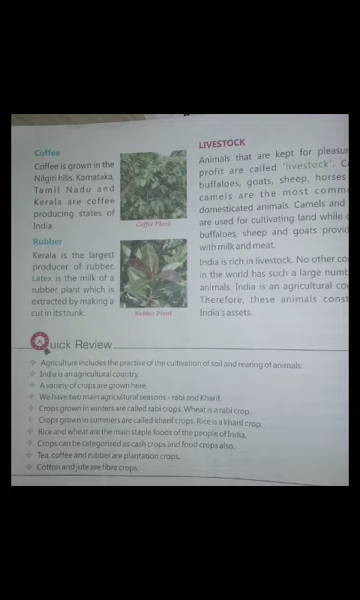 Coffee
Coffee is grown in the
Nilgiri hills. Karnataka,
Tamil Nadu and
Kerala are coffee
producing states of
India.
Coffee Plant
Rubber
Kerala is the largest
producer of rubber.
Latex is the milk of a
rubber plant which is
extracted by making a
cut in its trunk.
Rubber Plant
LIVESTOCK
Animals that are kept for
profit are called 'livestock'.
buffaloes, goats, sheep, horses
camels are the most
domesticated animals. Camels and
are used for cultivating land while
buffaloes, sheep and goats
with milk and meat.
India is rich in livestock. No other
in the world has such a large
animals. India is an agricultural
Therefore, these animals
India's assets.
Quick Review
Agriculture includes the practise of the cultivation of soil and rearing of animals.
India is an agricultural country.
A variety of crops are grown here.
We have two main agricultural seasons - rabi and Kharif.
Crops grown in winters are called rabi crops. Wheat is a rabi crop.
Crops grown in summers are called kharif crops. Rice is a kharif crop.
Rice and wheat are the main staple foods of the people of India.
Crops can be categorised as cash crops and food crops also.
Tea, coffee and rubber are plantation crops.
Cotton and jute are fibre crops.